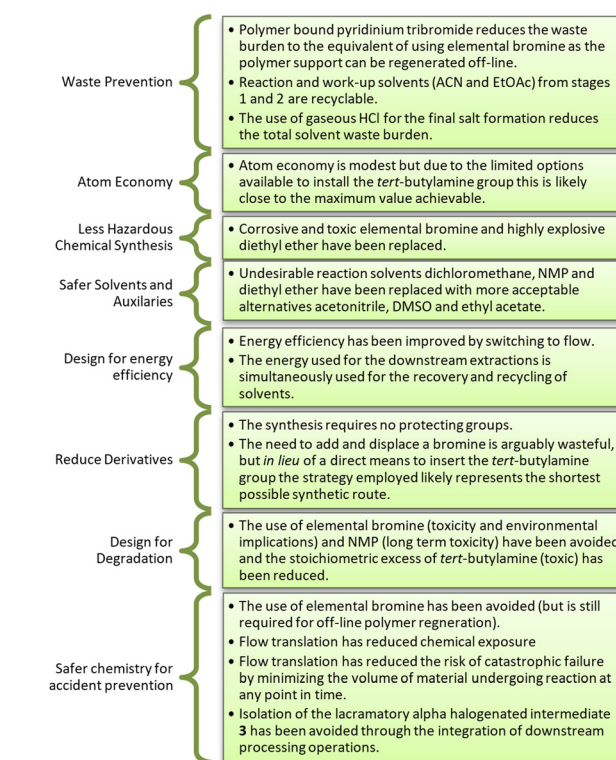 Waste Prevention
• Polymer bound pyridinium tribromide reduces the waste
burden to the equivalent of using elemental bromine as the
polymer support can be regenerated off-line.
• Reaction and work-up solvents (ACN and EtOAc) from stages
1 and 2 are recyclable.
• The use of gaseous HCl for the final salt formation reduces
the total solvent waste burden.
Atom Economy
• Atom economy is modest but due to the limited options
available to install the tert-butylamine group this is likely
close to the maximum value achievable.
Less Hazardous
Chemical Synthesis
• Corrosive and toxic elemental bromine and highly explosive
diethyl ether have been replaced.
Safer Solvents and
Auxilaries
• Undesirable reaction solvents dichloromethane, NMP and
diethyl ether have been replaced with more acceptable
alternatives acetonitrile, DMSO and ethyl acetate.
Design for energy
efficiency
• Energy efficiency has been improved by switching to flow.
• The energy used for the downstream extractions is
simultaneously used for the recovery and recycling of
solvents.
Reduce Derivatives
• The synthesis requires no protecting groups.
• The need to add and displace a bromine is arguably wasteful,
but in lieu of a direct means to insert the tert-butylamine
group the strategy employed likely represents the shortest
possible synthetic route.
Design for
Degradation
• The use of elemental bromine (toxicity and environmental
implications) and NMP (long term toxicity) have been avoided
and the stoichiometric excess of tert-butylamine (toxic) has
been reduced.
Safer chemistry for
accident prevention
• The use of elemental bromine has been avoided (but is still
required for off-line polymer regneration).
• Flow translation has reduced chemical exposure
• Flow translation has reduced the risk of catastrophic failure
by minimizing the volume of material undergoing reaction at
any point in time.
• Isolation of the lacramatory alpha halogenated intermediate
3 has been avoided through the integration of downstream
processing operations.